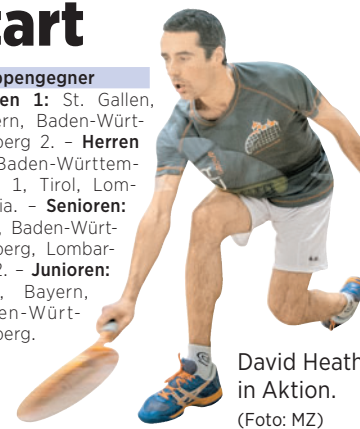 tart
ppengegner
en 1: St. Gallen,
ern, Baden-Würt-
berg 2. – Herren
Baden-Württem-
1, Tirol, Lom-
ia. – Senioren:
, Baden-Würt-
berg, Lombar-
2. – Junioren:
, Bayern,
en-Würt-
berg.
David Heath
in Aktion.
(Foto: MZ)